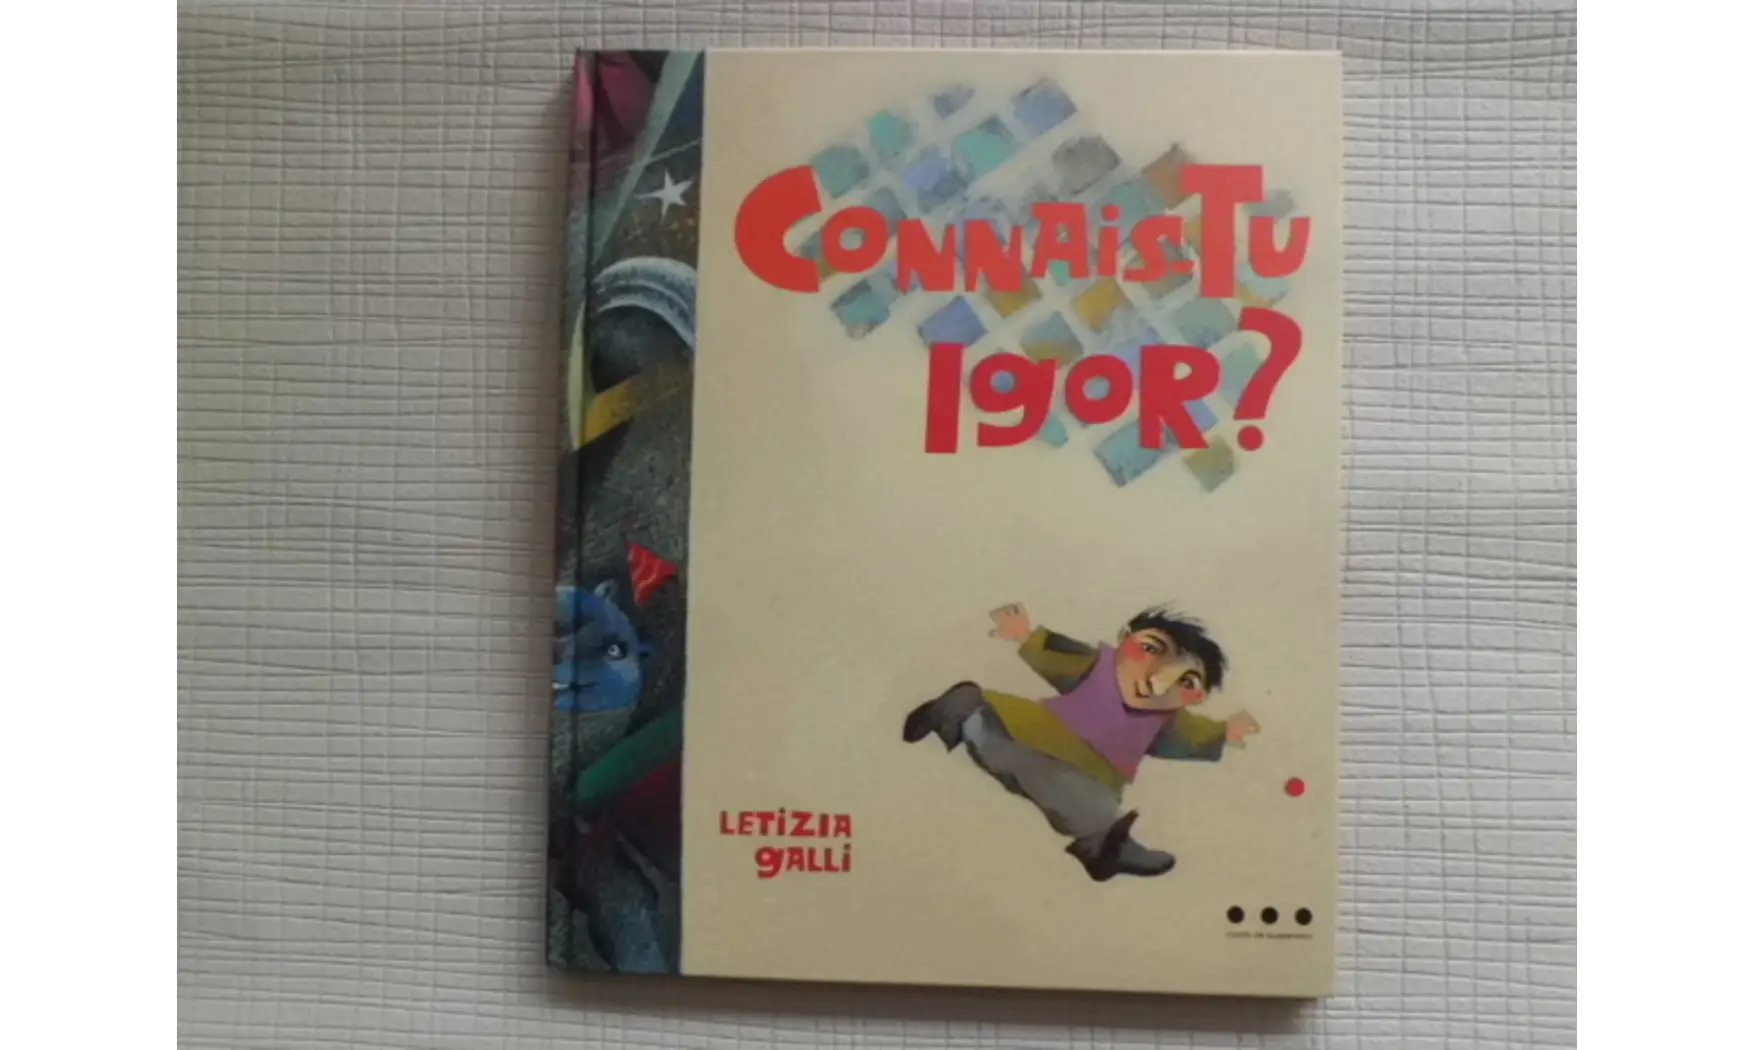 CONNAIS-TU
IgOR?
LETiZIA
gALLi